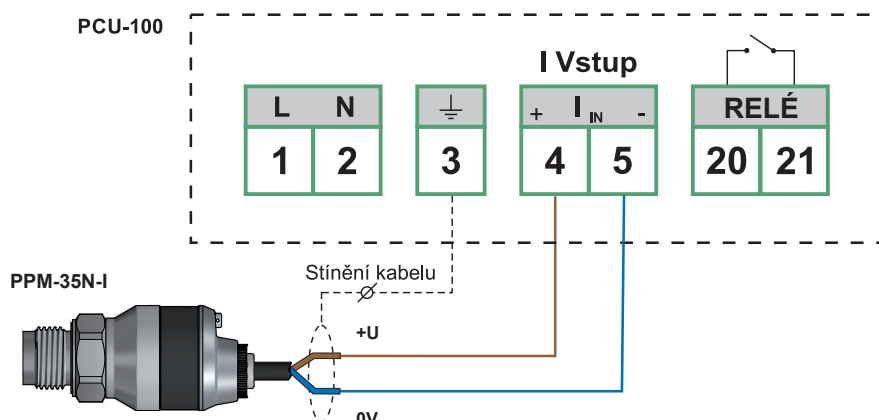 PCU-100
I Vstup
L N
⏚
+ I IN -
RELÉ
1 2
3
4 5
20 21
Stínění kabelu
PPM-35N-I
+U
0V